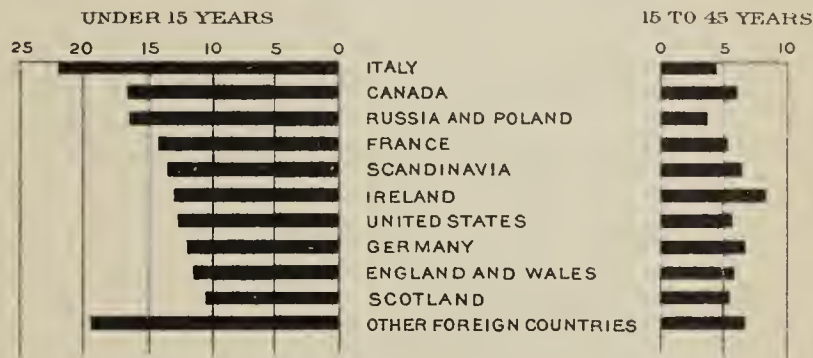 UNDER 15 YEARS
15 TO 45 YEARS
25 20 15 10 5 0
0 5 10
ITALY
CANADA
RUSSIA AND POLAND
FRANCE
SCANDINAVIA
IRELAND
UNITED STATES
GERMANY
ENGLAND AND WALES
SCOTLAND
OTHER FOREIGN COUNTRIES